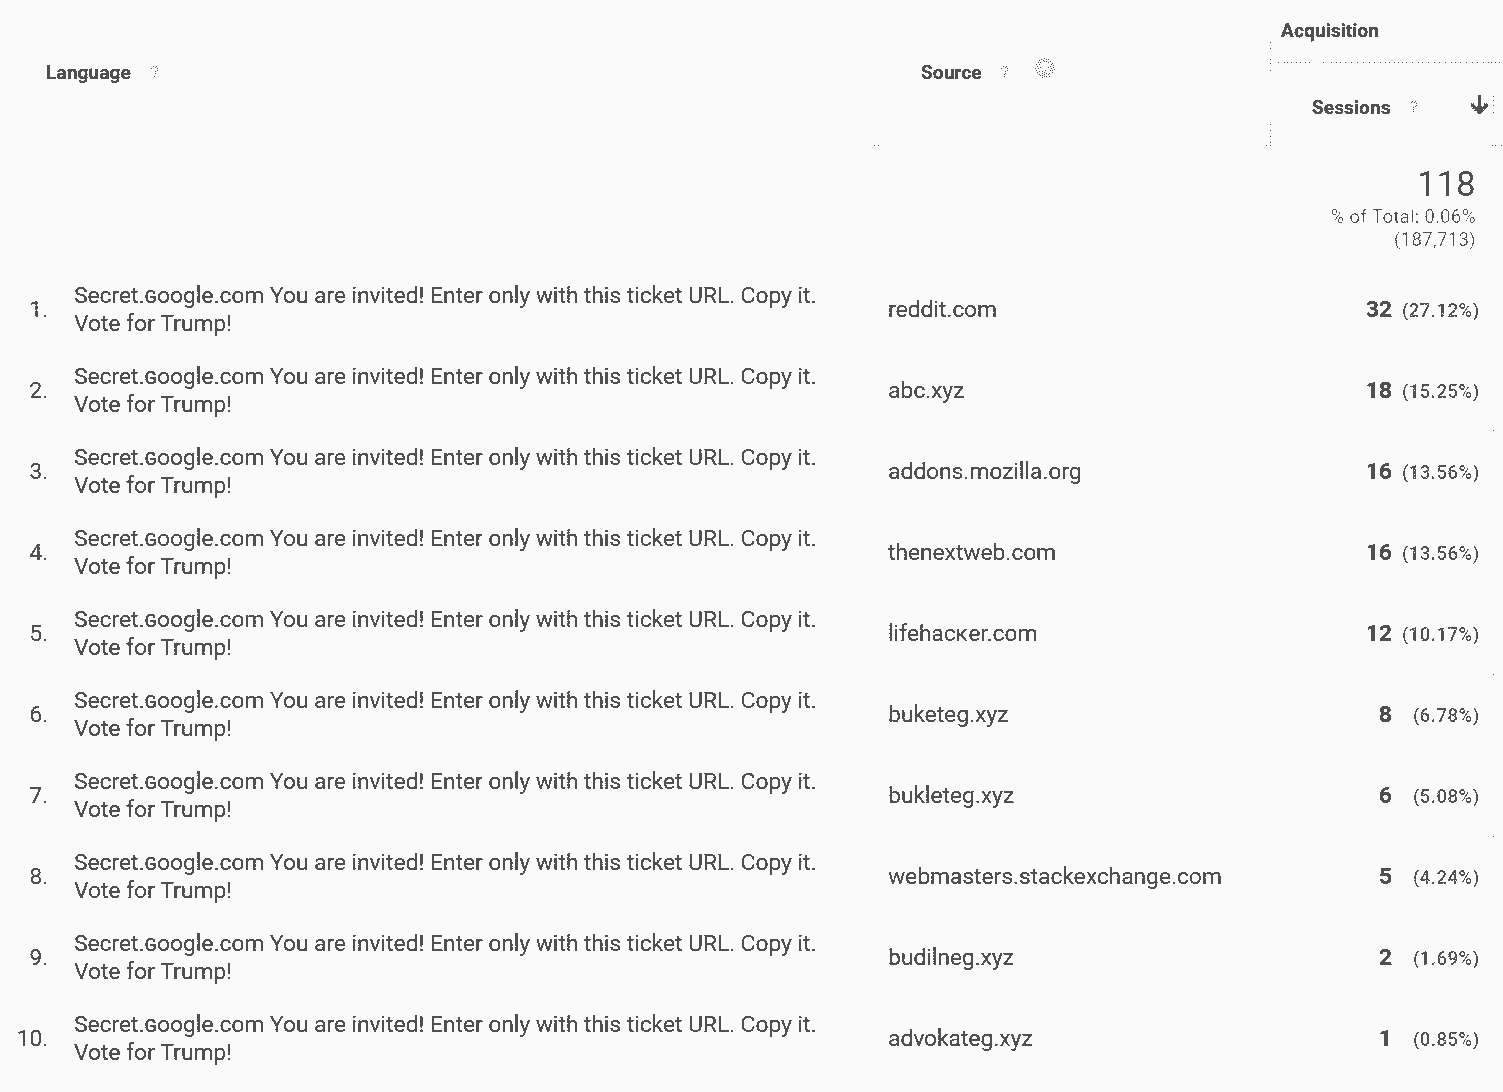 Acquisition
Language ? Source ?
Sessions ? ↓
118
% of Total: 0.06%
(187,713)
1. Secret.ɢoogle.com You are invited! Enter only with this ticket URL. Copy it.
Vote for Trump!
reddit.com 32 (27.12%)
2. Secret.ɢoogle.com You are invited! Enter only with this ticket URL. Copy it.
Vote for Trump!
abc.xyz 18 (15.25%)
3. Secret.ɢoogle.com You are invited! Enter only with this ticket URL. Copy it.
Vote for Trump!
addons.mozilla.org 16 (13.56%)
4. Secret.ɢoogle.com You are invited! Enter only with this ticket URL. Copy it.
Vote for Trump!
thenextweb.com 16 (13.56%)
5. Secret.ɢoogle.com You are invited! Enter only with this ticket URL. Copy it.
Vote for Trump!
lifehacĸer.com 12 (10.17%)
6. Secret.ɢoogle.com You are invited! Enter only with this ticket URL. Copy it.
Vote for Trump!
buketeg.xyz 8 (6.78%)
7. Secret.ɢoogle.com You are invited! Enter only with this ticket URL. Copy it.
Vote for Trump!
bukleteg.xyz 6 (5.08%)
8. Secret.ɢoogle.com You are invited! Enter only with this ticket URL. Copy it.
Vote for Trump!
webmasters.stackexchange.com 5 (4.24%)
9. Secret.ɢoogle.com You are invited! Enter only with this ticket URL. Copy it.
Vote for Trump!
budilneg.xyz 2 (1.69%)
10. Secret.ɢoogle.com You are invited! Enter only with this ticket URL. Copy it.
Vote for Trump!
advokateg.xyz 1 (0.85%)